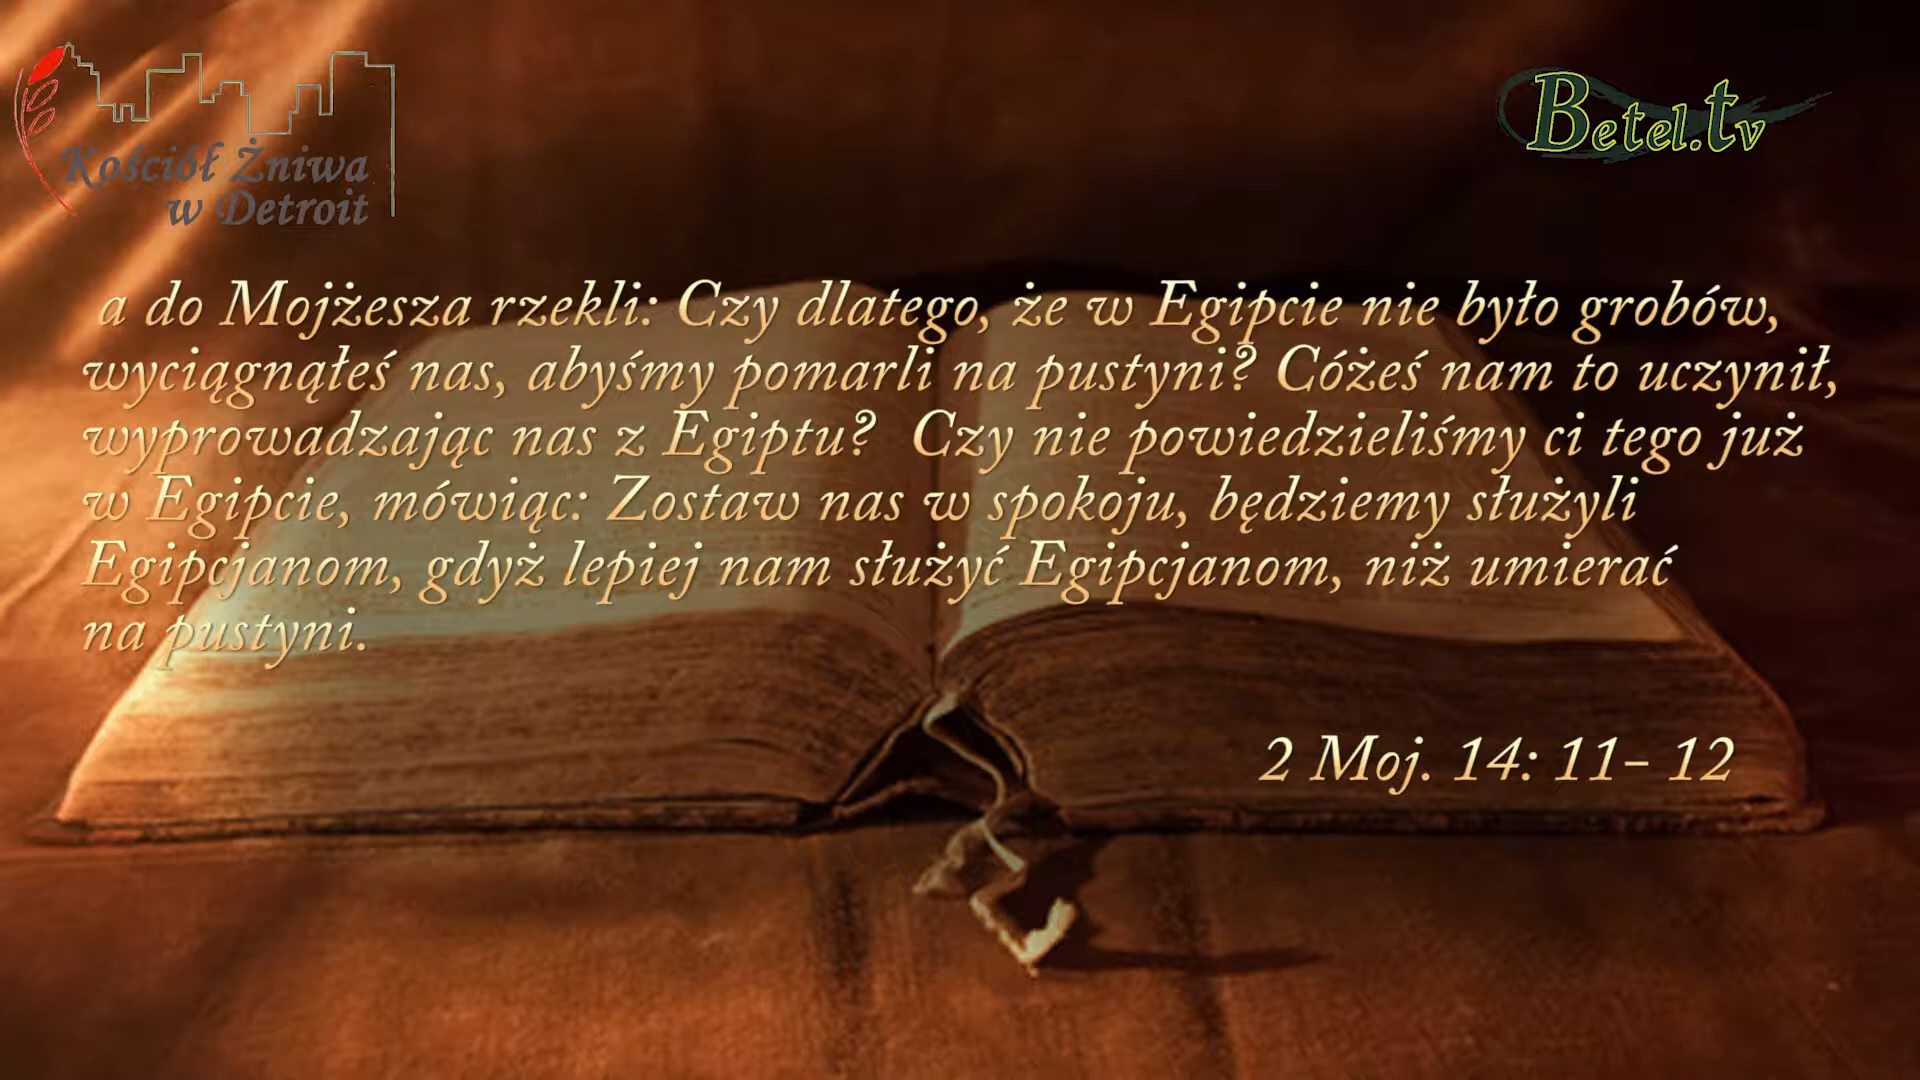 Kościół Żniwa
w Detroit
Betel.tv
a do Mojżesza rzekli: Czy dlatego, że w Egipcie nie było grobów,
wyciągnąłeś nas, abyśmy pomarli na pustyni? Cóżeś nam to uczynił,
wyprowadzając nas z Egiptu? Czy nie powiedzieliśmy ci tego już
w Egipcie, mówiąc: Zostaw nas w spokoju, będziemy służyli
Egipcjanom, gdyż lepiej nam służyć Egipcjanom, niż umierać
na pustyni.
2 Moj. 14: 11- 12